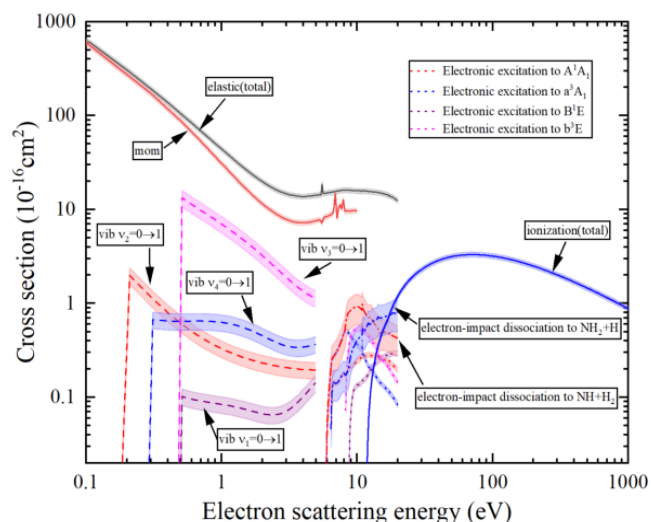 1000
100
10
1
0.1
Cross section (10⁻¹⁶cm²)
Electronic excitation to A¹A₁
Electronic excitation to a³A₁
Electronic excitation to B¹E
Electronic excitation to b³E
elastic(total)
mom
vib ν₂=0→1
vib ν₃=0→1
vib ν₄=0→1
ionization(total)
electron-impact dissociation to NH₂+H
electron-impact dissociation to NH+H₂
vib ν₁=0→1
0.1 1 10 100 1000
Electron scattering energy (eV)